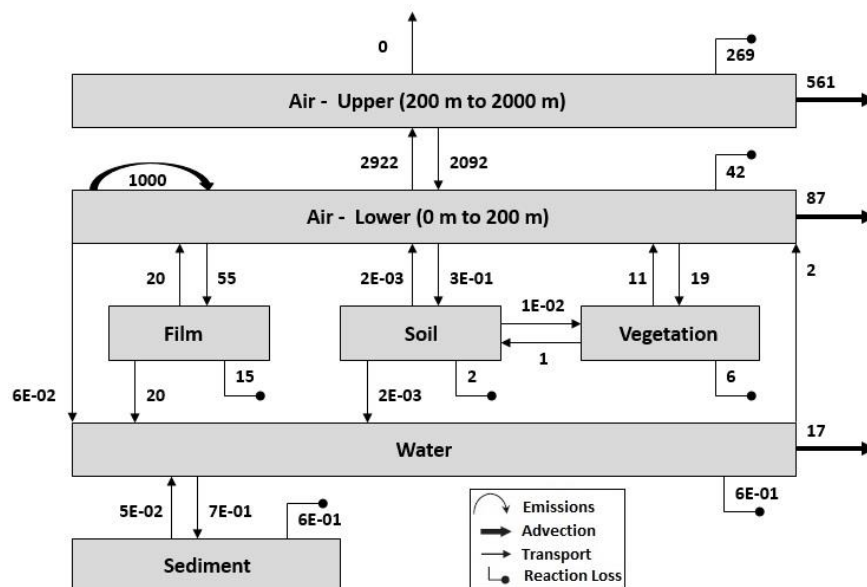 0
269
561
Air - Upper (200 m to 2000 m)
2922
2092
42
87
1000
Air - Lower (0 m to 200 m)
20
55
2E-03
3E-01
11
19
2
1E-02
Film
Soil
Vegetation
1
15
2
6
6E-02
20
2E-03
17
Water
5E-02
7E-01
6E-01
6E-01
Sediment
Emissions
Advection
Transport
Reaction Loss